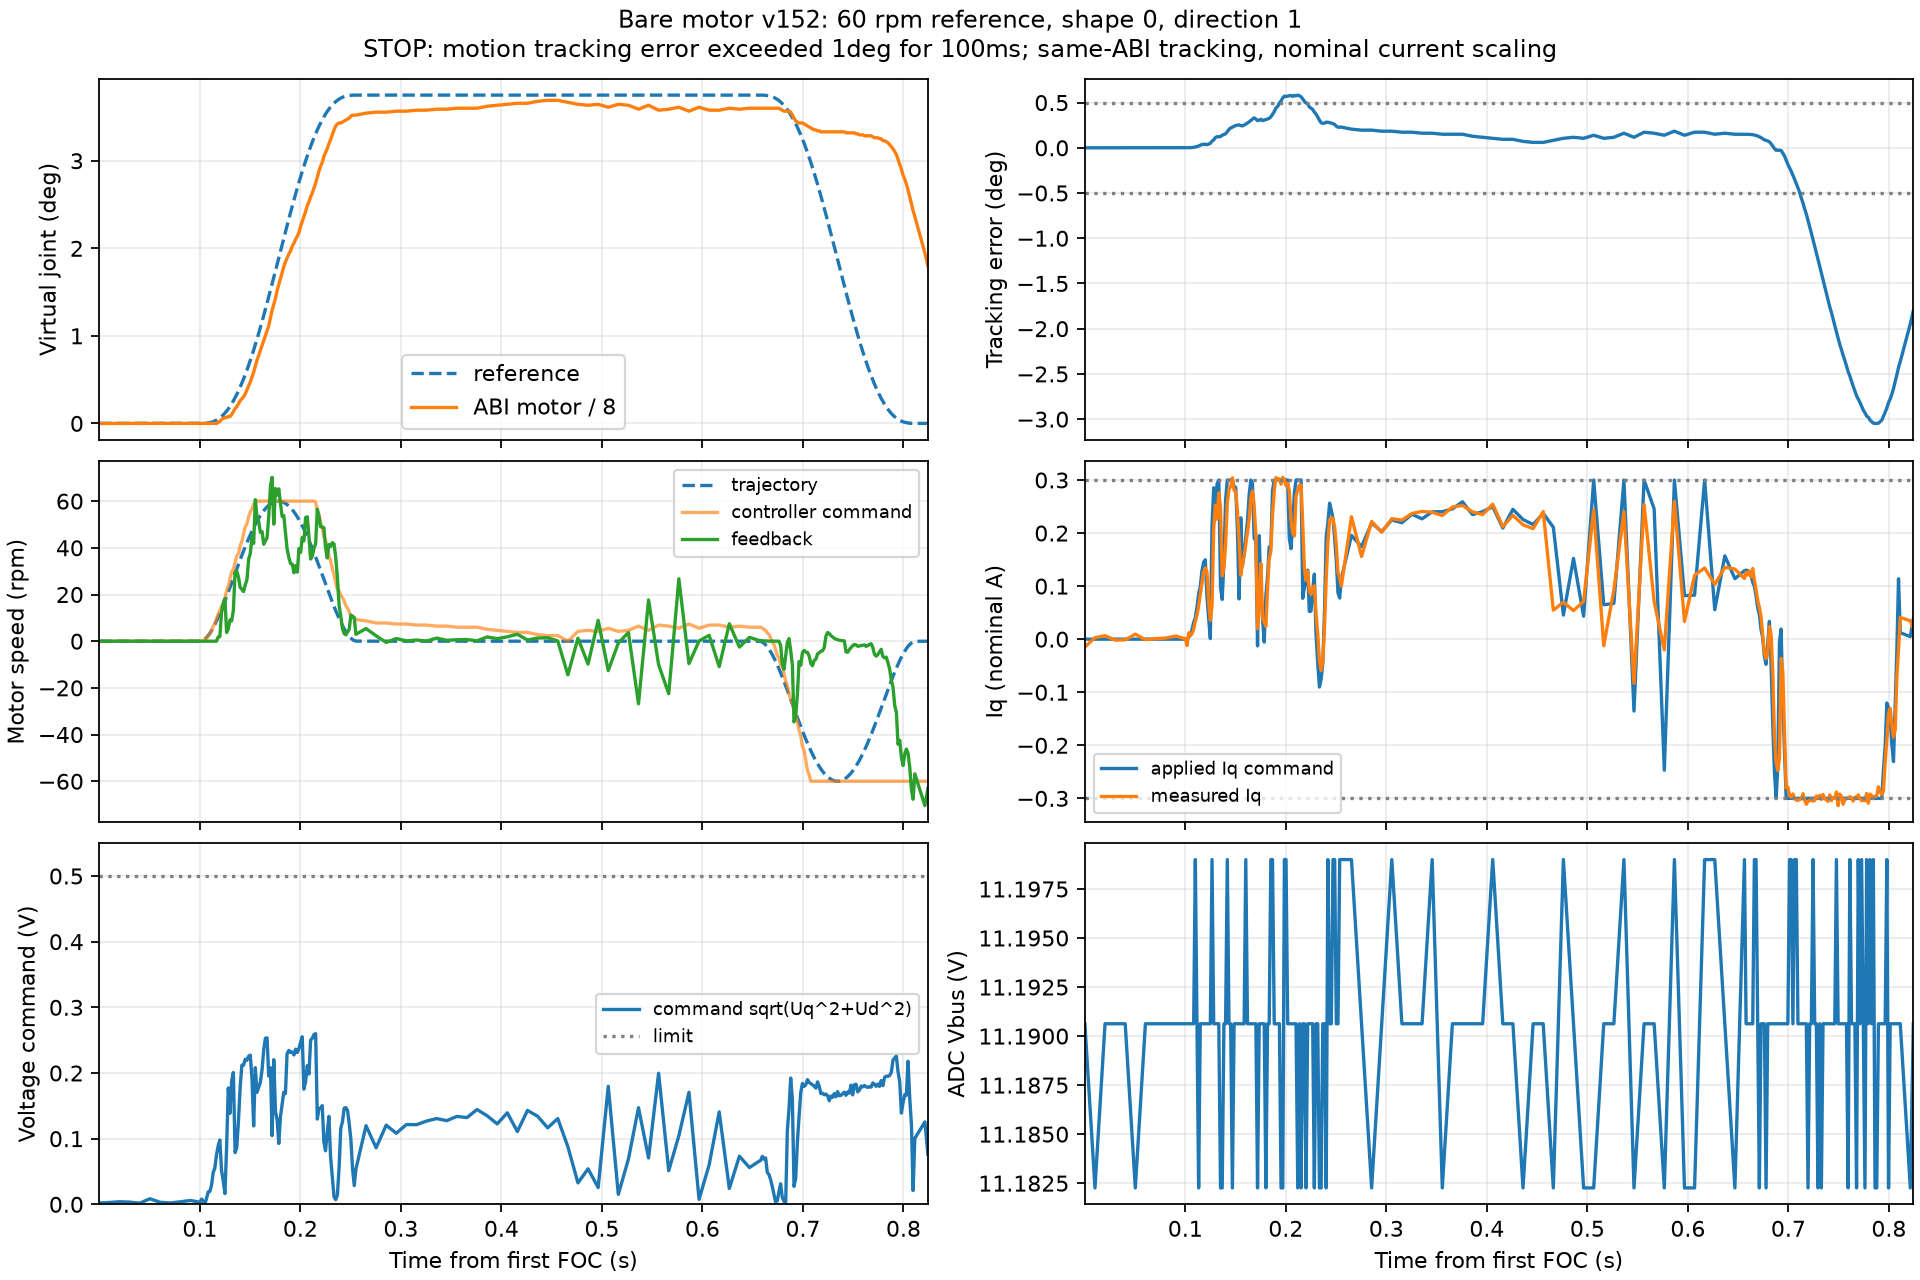 Bare motor v152: 60 rpm reference, shape 0, direction 1
STOP: motion tracking error exceeded 1deg for 100ms; same-ABI tracking, nominal current scaling
Virtual joint (deg)
3
2
1
0
reference
ABI motor / 8
Tracking error (deg)
0.5
0.0
−0.5
−1.0
−1.5
−2.0
−2.5
−3.0
Motor speed (rpm)
60
40
20
0
−20
−40
−60
trajectory
controller command
feedback
Iq (nominal A)
0.3
0.2
0.1
0.0
−0.1
−0.2
−0.3
applied Iq command
measured Iq
Voltage command (V)
0.5
0.4
0.3
0.2
0.1
0.0
command sqrt(Uq^2+Ud^2)
limit
0.1 0.2 0.3 0.4 0.5 0.6 0.7 0.8
Time from first FOC (s)
ADC Vbus (V)
11.1975
11.1950
11.1925
11.1900
11.1875
11.1850
11.1825
0.1 0.2 0.3 0.4 0.5 0.6 0.7 0.8
Time from first FOC (s)